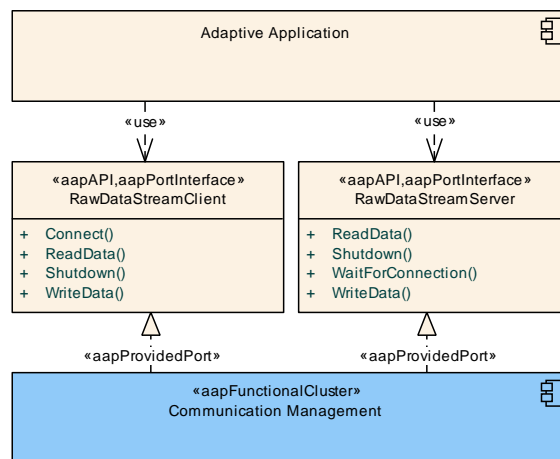 Adaptive Application
«use»
«use»
«aapAPI,aapPortInterface»
RawDataStreamClient
+ Connect()
+ ReadData()
+ Shutdown()
+ WriteData()
«aapAPI,aapPortInterface»
RawDataStreamServer
+ ReadData()
+ Shutdown()
+ WaitForConnection()
+ WriteData()
«aapProvidedPort»
«aapProvidedPort»
«aapFunctionalCluster»
Communication Management